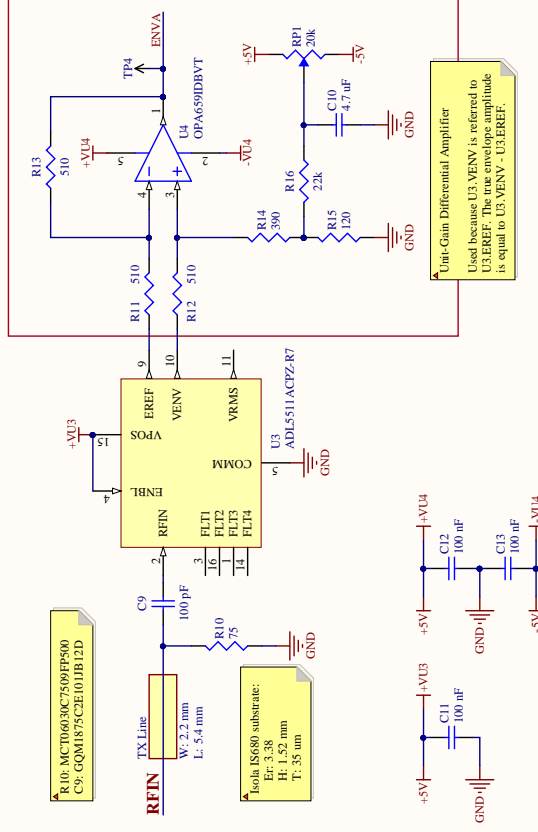 R10: MCT06030C7509FP500
C9: GQM1875C2E101JB12D
RFIN
TX Line
W: 2.2 mm
L: 5.4 mm
Isola IS680 substrate:
Er: 3.38
H: 1.52 mm
T: 35 um
R10
75
GND
C9
100 pF
2
RFIN
4
ENBL
+VU3
15
VPOS
3
FLT1
16
FLT2
1
FLT3
14
FLT4
COMM
5
GND
U3
ADL5511ACPZ-R7
EREF
9
VENV
10
VRMS
11
R11
510
R12
510
R13
510
4
3
+VU4
5
2
-VU4
1
U4
OPA659IDBVT
TP4
ENVA
R14
390
R15
120
GND
R16
22k
C10
4.7 uF
GND
+5V
RP1
20k
-5V
Unit-Gain Differential Amplifier
Used because U3.VENV is referred to
U3.EREF. The true envelope amplitude
is equal to U3.VENV - U3.EREF.
+5V
+VU3
C11
100 nF
GND
+5V
+VU4
C12
100 nF
GND
C13
100 nF
-5V
-VU4